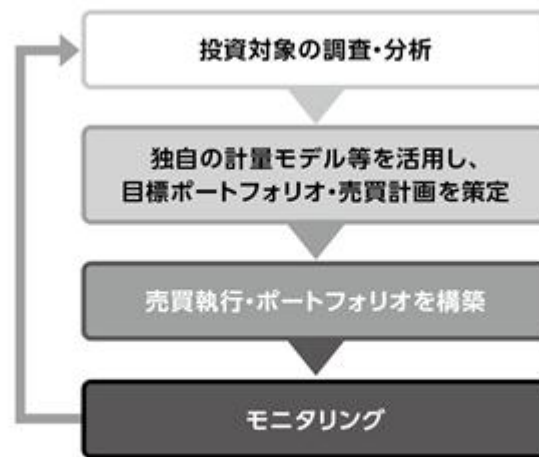 投資対象の調査・分析
独自の計量モデル等を活用し、
目標ポートフォリオ・売買計画を策定
売買執行・ポートフォリオを構築
モニタリング